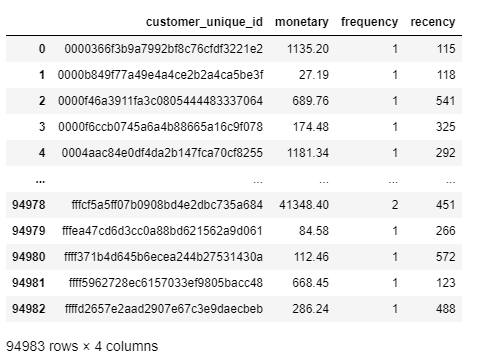 customer_unique_id monetary frequency recency
0 0000366f3b9a7992bf8c76cfdf3221e2 1135.20 1 115
1 0000b849f77a49e4a4ce2b2a4ca5be3f 27.19 1 118
2 0000f46a3911fa3c0805444483337064 689.76 1 541
3 0000f6ccb0745a6a4b88665a16c9f078 174.48 1 325
4 0004aac84e0df4da2b147fca70cf8255 1181.34 1 292
... ... ... ... ...
94978 fffcf5a5ff07b0908bd4e2dbc735a684 41348.40 2 451
94979 fffea47cd6d3cc0a88bd621562a9d061 84.58 1 266
94980 ffff371b4d645b6ecea244b27531430a 112.46 1 572
94981 ffff5962728ec6157033ef9805bacc48 668.45 1 123
94982 ffffd2657e2aad2907e67c3e9daecbeb 286.24 1 488
94983 rows × 4 columns